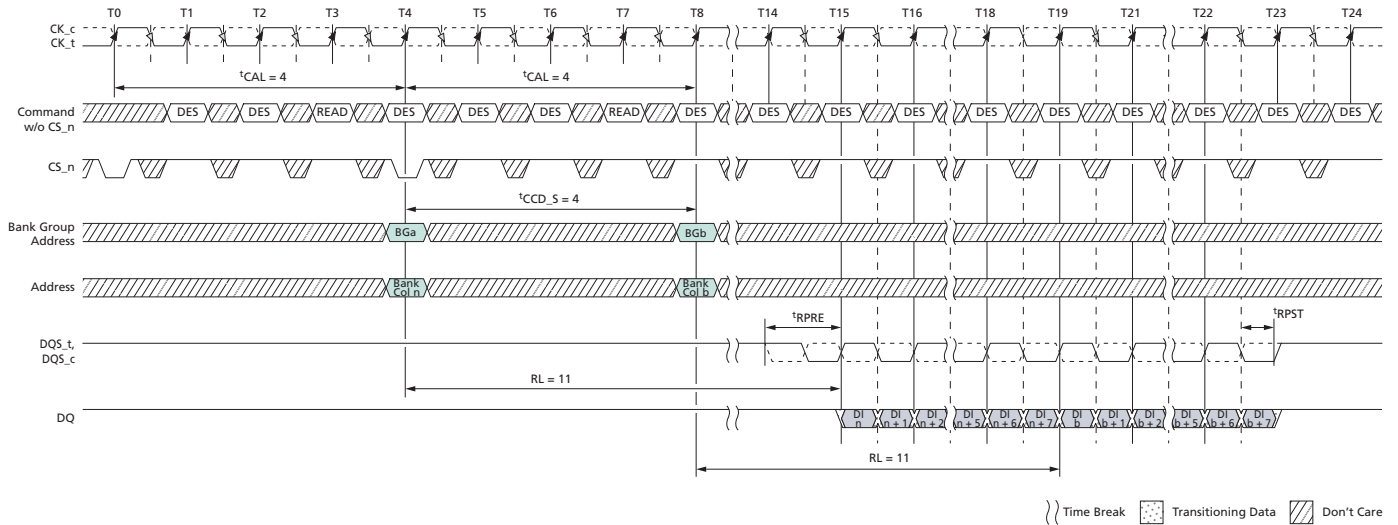 T0 T1 T2 T3 T4 T5 T6 T7 T8 T14 T15 T16 T18 T19 T21 T22 T23 T24
CK_c
CK_t
tCAL = 4 tCAL = 4
Command DES DES READ DES DES DES READ DES DES DES DES DES DES DES DES DES DES
w/o CS_n
CS_n
tCCD_S = 4
Bank Group
Address
BGa BGb
Address
Bank Bank
Col n Col b
tRPRE tRPST
DQS_t,
DQS_c
RL = 11
DQ
DI DI DI DI DI DI DI DI DI DI DI DI
n n + 1 n + 2 n + 5 n + 6 n + 7 b b + 1 b + 2 b + 5 b + 6 b + 7
RL = 11
Time Break Transitioning Data Don't Care